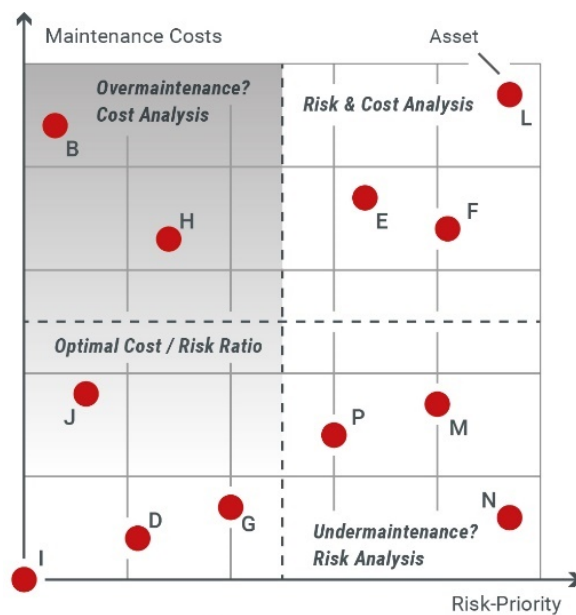 Maintenance Costs
Asset
Overmaintenance?
Cost Analysis
Risk & Cost Analysis
L
B
E
F
H
Optimal Cost / Risk Ratio
J
P
M
N
D
G
Undermaintenance?
Risk Analysis
I
Risk-Priority